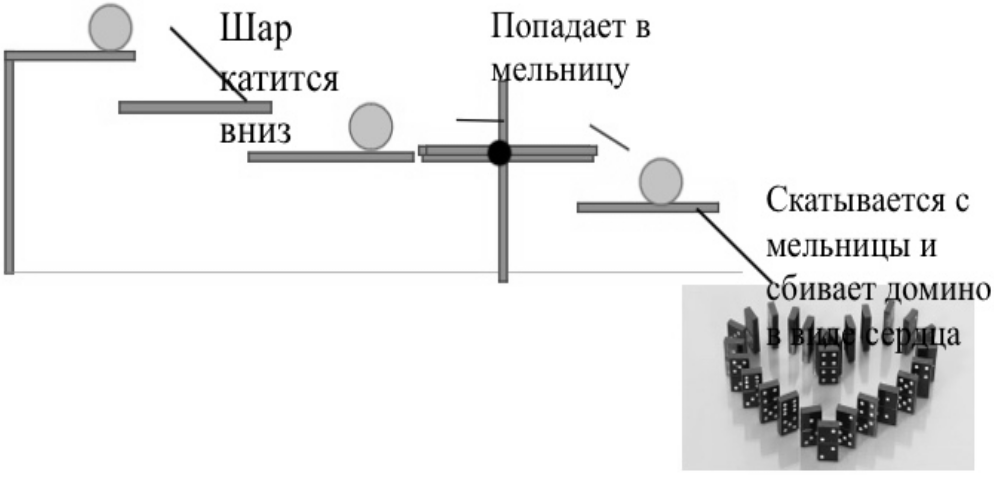 Шар
катится
вниз
Попадает в
мельницу
Скатывается с
мельницы и
сбивает домино
в виде сердца